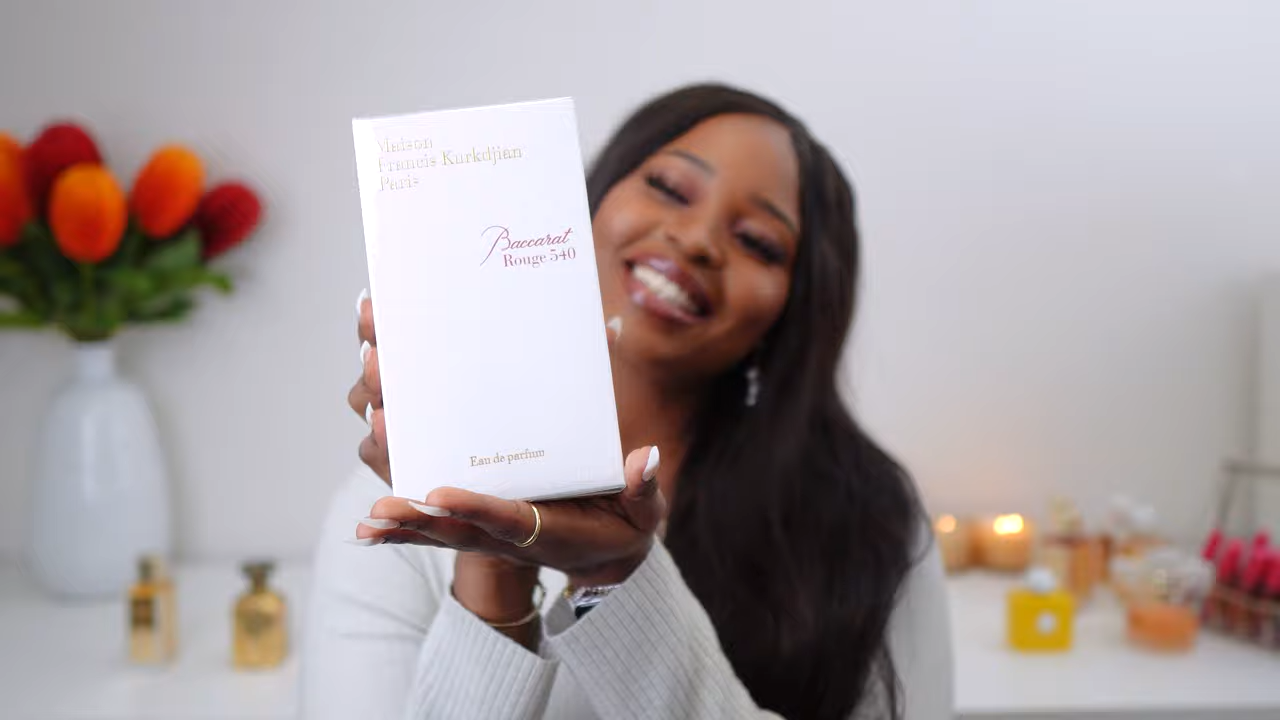 Maison
Francis Kurkdjian
Paris
Baccarat
Rouge 540
Eau de parfum